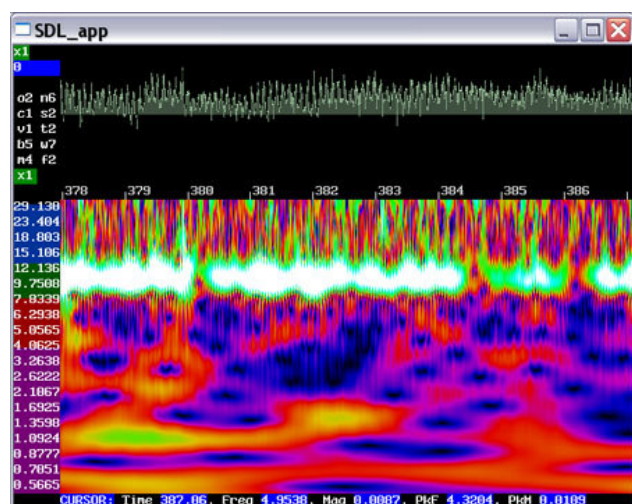 SDL_app
x1
0
o2 n6
c1 s2
v1 t2
b5 w7
m4 f2
x1
378 379 380 381 382 383 384 385 386
29.130
23.404
18.803
15.106
12.136
9.7508
7.8339
6.2938
5.0565
4.0625
3.2638
2.6222
2.1067
1.6925
1.3598
1.0924
0.8777
0.7051
0.5665
CURSOR: Time 387.06, Freq 4.9538, Mag 0.0087, PkF 4.3204, PkM 0.0109